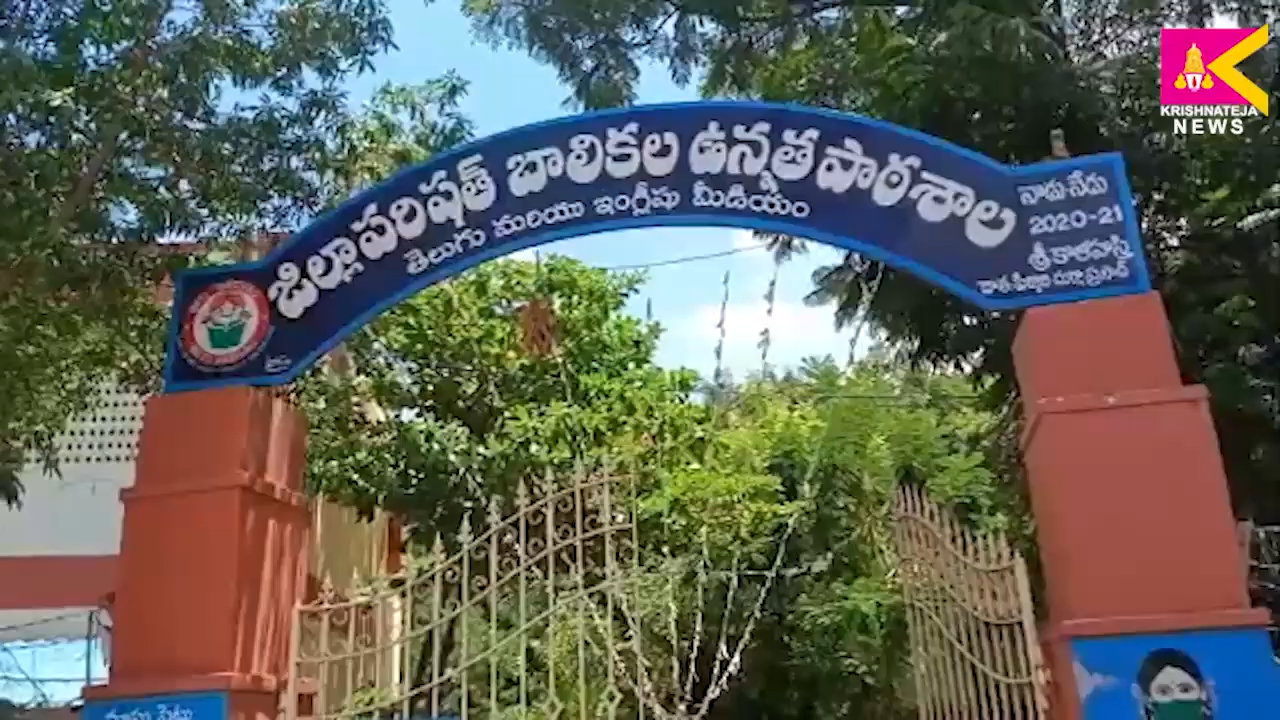 జిల్లాపరిషత్ బాలికల ఉన్నతపాఠశాల
తెలుగు మరియు ఇంగ్లీషు మీడియం
నాడు-నేడు
2020-21
శ్రీకాళహస్తి
KRISHNATEJA
NEWS